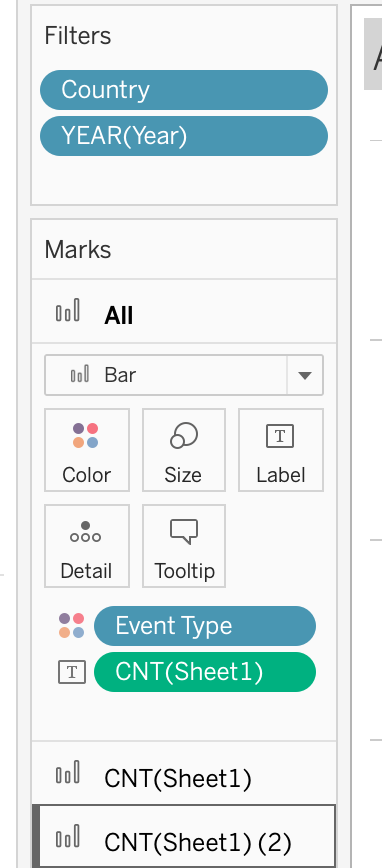 Filters
Country
YEAR(Year)
Marks
All
Bar
Color Size Label
Detail Tooltip
Event Type
T CNT(Sheet1)
CNT(Sheet1)
CNT(Sheet1) (2)